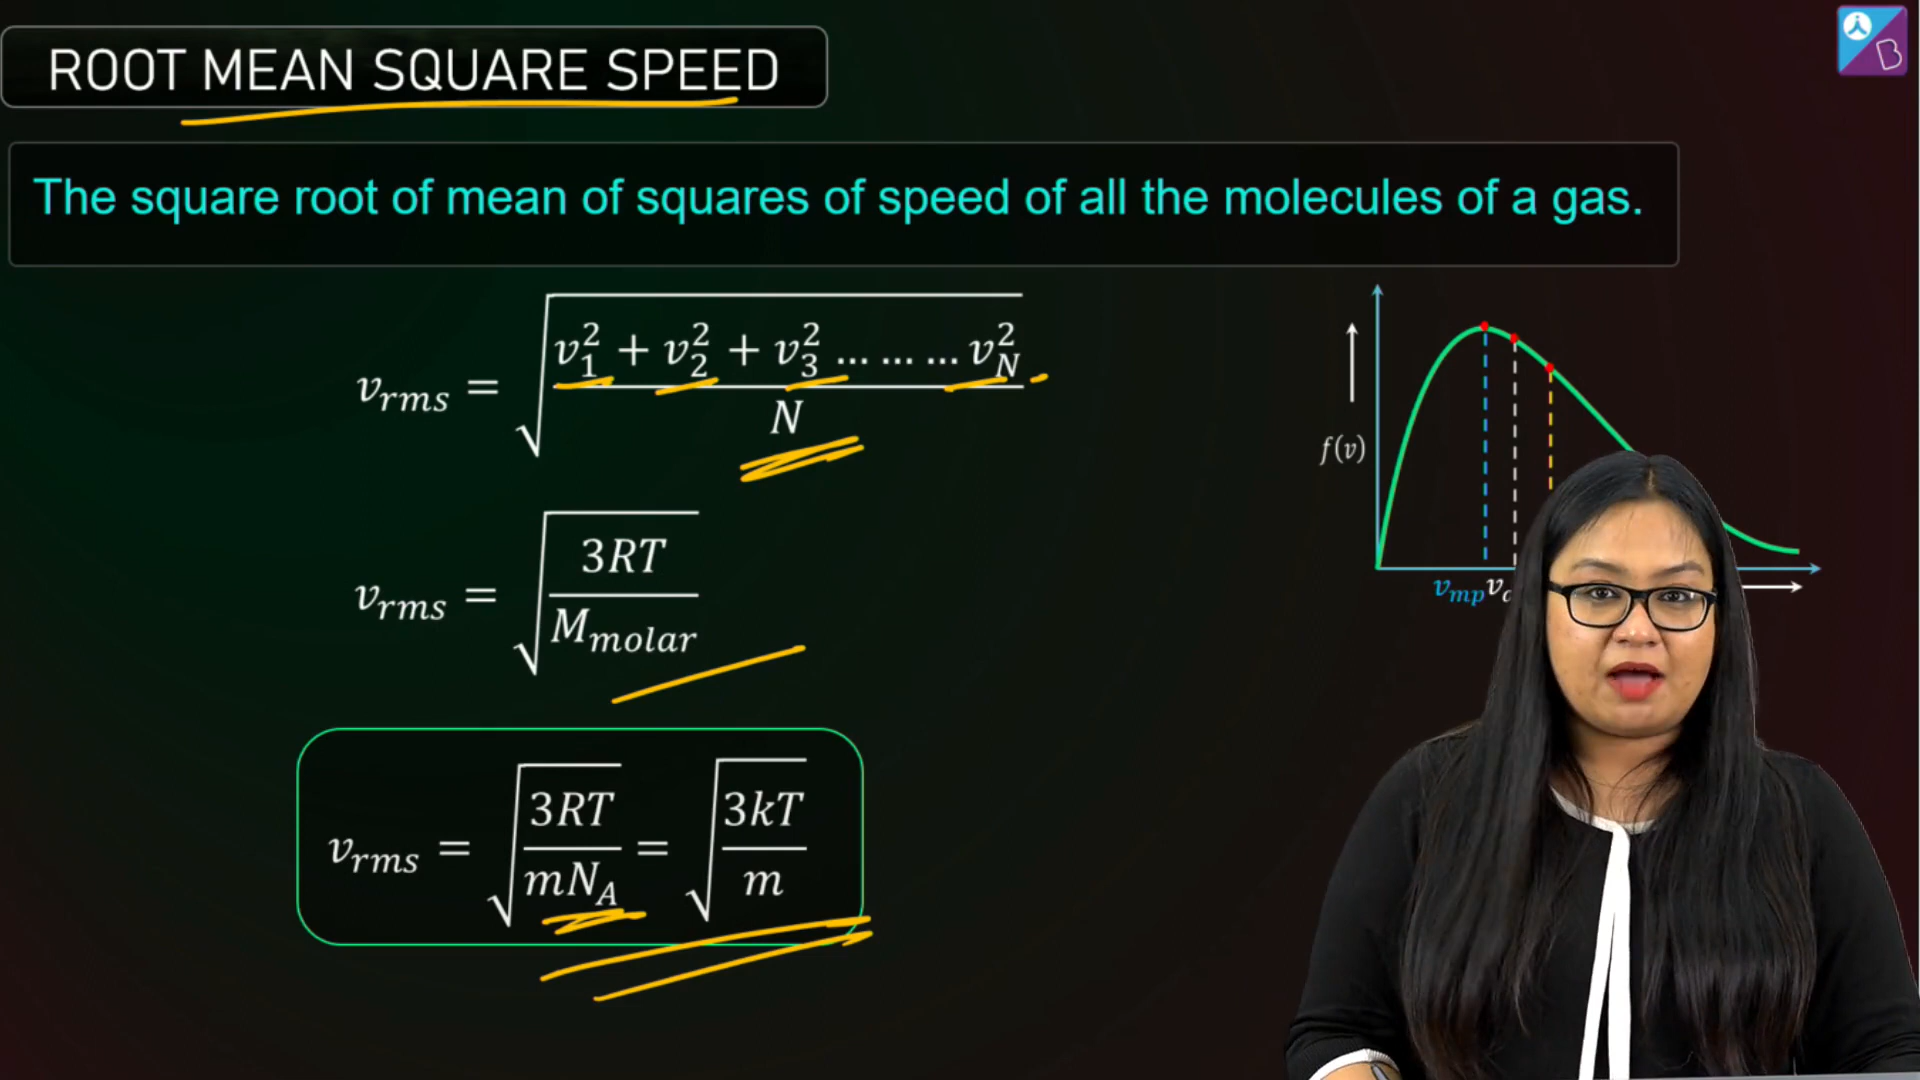 ROOT MEAN SQUARE SPEED
The square root of mean of squares of speed of all the molecules of a gas.
v_rms = √((v₁² + v₂² + v₃² ... ... ... v_N²) / N)
f(v)
v_rms = √(3RT / M_molar)
v_mp
v_rms = √(3RT / mN_A) = √(3kT / m)
B